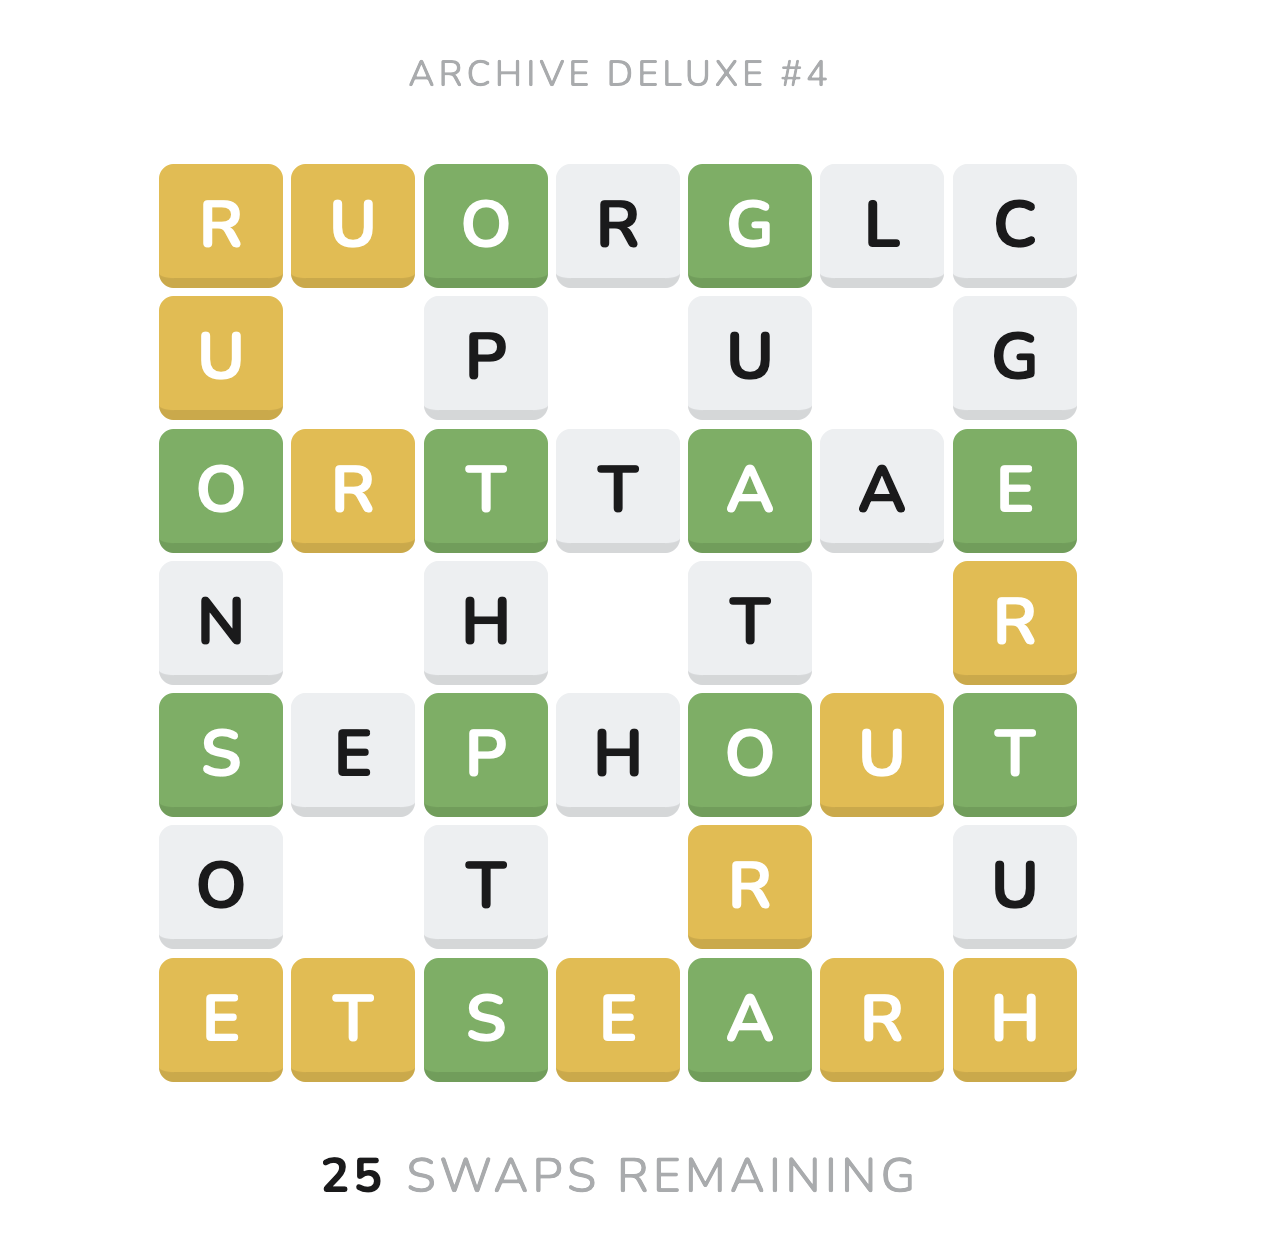 ARCHIVE DELUXE #4
R U O R G L C
U P U G
O R T T A A E
N H T R
S E P H O U T
O T R U
E T S E A R H
25 SWAPS REMAINING